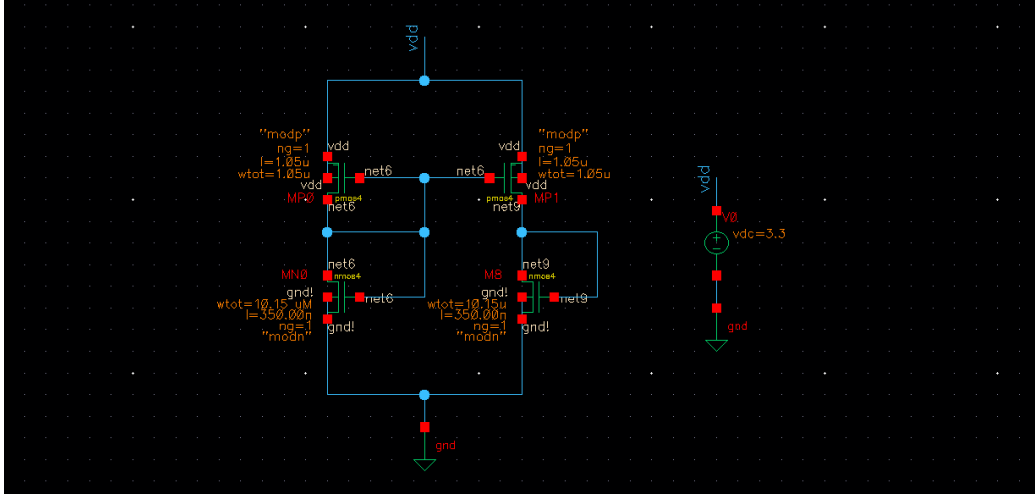 vdd
"modp"
ng=1
l=1.05u
wtot=1.05u
vdd
vdd
MP0
pmos4
net6
net6
net6
"modp"
ng=1
l=1.05u
wtot=1.05u
vdd
vdd
MP1
pmos4
net9
net6
MN0
nmos4
gnd!
net6
wtot=10.15 uM
l=350.00n
ng=1
"modn"
gnd!
net9
M8
nmos4
gnd!
net9
wtot=10.15u
l=350.00n
ng=1
"modn"
gnd!
gnd
vdd
V0
vdc=3.3
gnd